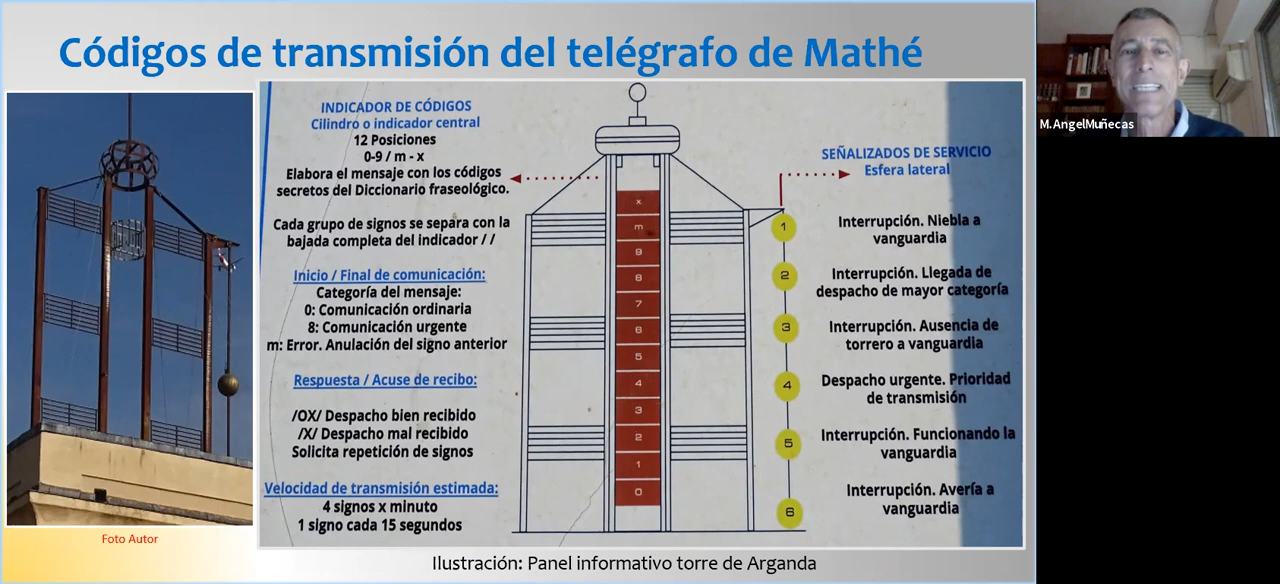 Códigos de transmisión del telégrafo de Mathé
M.AngelMuñecas
INDICADOR DE CÓDIGOS
Cilindro o indicador central
12 Posiciones
0-9 / m - x
Elabora el mensaje con los códigos
secretos del Diccionario fraseológico.
Cada grupo de signos se separa con la
bajada completa del indicador / /
Inicio / Final de comunicación:
Categoría del mensaje:
0: Comunicación ordinaria
8: Comunicación urgente
m: Error. Anulación del signo anterior
Respuesta / Acuse de recibo:
/OX/ Despacho bien recibido
/X/ Despacho mal recibido
Solicita repetición de signos
Velocidad de transmisión estimada:
4 signos x minuto
1 signo cada 15 segundos
x
m
9
8
7
6
5
4
3
2
1
0
SEÑALIZADOS DE SERVICIO
Esfera lateral
1
Interrupción. Niebla a
vanguardia
2
Interrupción. Llegada de
despacho de mayor categoría
3
Interrupción. Ausencia de
torrero a vanguardia
4
Despacho urgente. Prioridad
de transmisión
5
Interrupción. Funcionando la
vanguardia
6
Interrupción. Avería a
vanguardia
Foto Autor
Ilustración: Panel informativo torre de Arganda